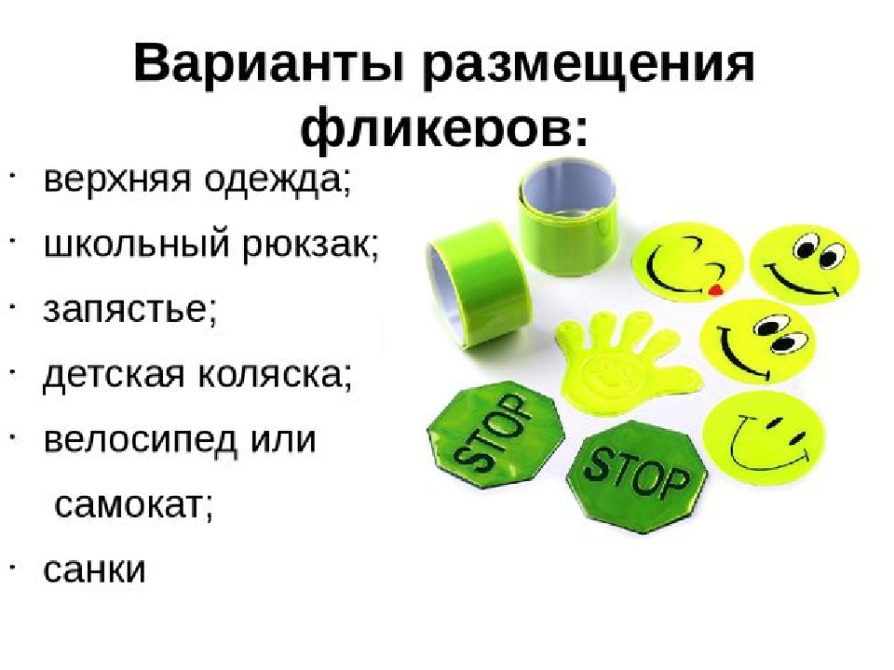 Варианты размещения
фликеров:
· верхняя одежда;
· школьный рюкзак;
· запястье;
· детская коляска;
· велосипед или
самокат;
· санки
STOP
STOP